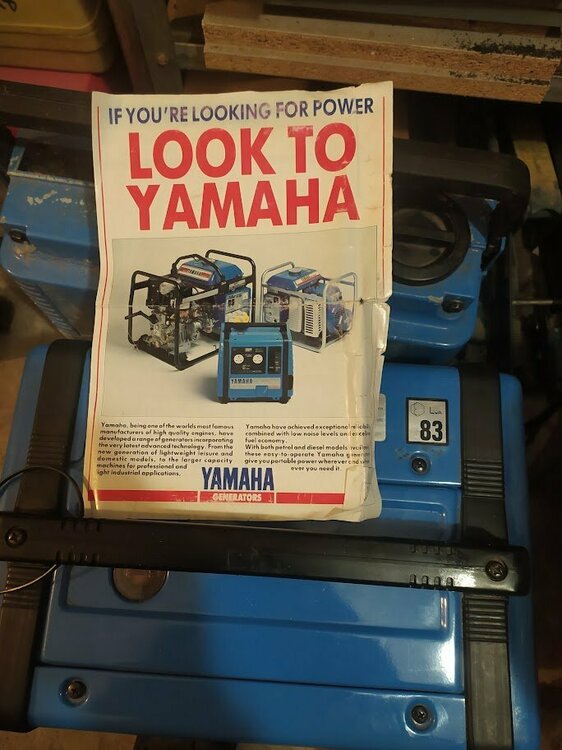 IF YOU'RE LOOKING FOR POWER
LOOK TO
YAMAHA
YAMAHA
Yamaha, being one of the worlds most famous
manufacturers of high quality engines, have
developed a range of generators incorporating
the very latest advanced technology. From the
new generation of lightweight leisure and
domestic models, to the larger capacity
machines for professional and
light industrial applications.
Yamaha have achieved exceptional
combined with low noise levels and
fuel economy.
With both petrol and diesel models
these easy-to-operate Yamaha
give you portable power wherever and
ever you need it.
YAMAHA
GENERATORS
LWA
83